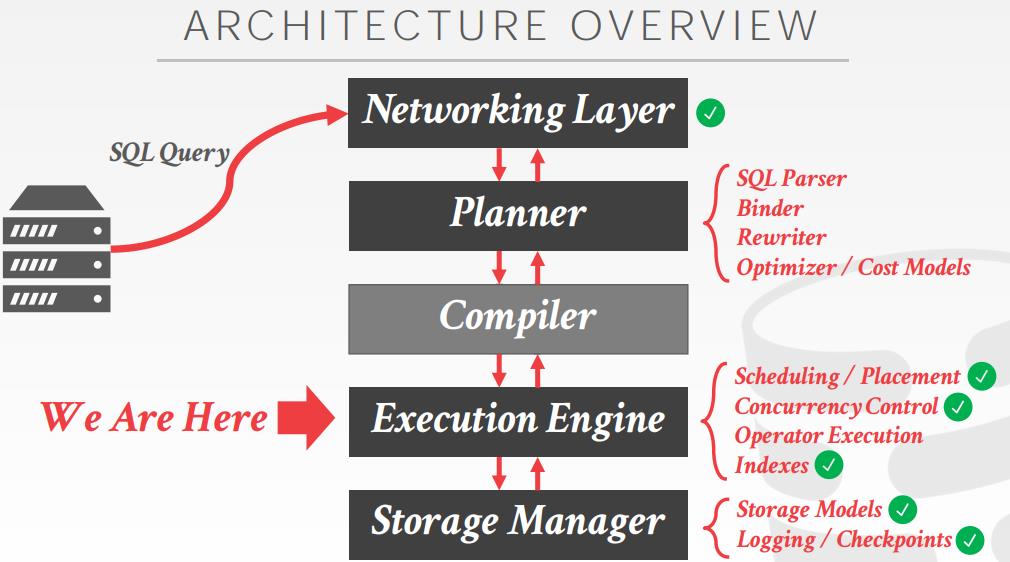 ARCHITECTURE OVERVIEW
Networking Layer
SQL Query
Planner
SQL Parser
Binder
Rewriter
Optimizer / Cost Models
Compiler
We Are Here
Execution Engine
Scheduling / Placement
Concurrency Control
Operator Execution
Indexes
Storage Manager
Storage Models
Logging / Checkpoints